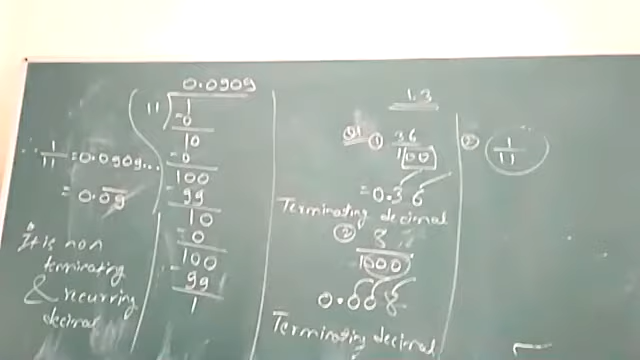 0.0909
11) 1
-0
10
-0
100
-99
10
-0
100
-99
1
∴ 1/11 = 0.0909...
= 0.09
It is non
terminating
& recurring
decimal
1.3
Q1 ① 36/100
= 0.36
Terminating decimal
② 8/1000
0.008
Terminating decimal
② 1/11